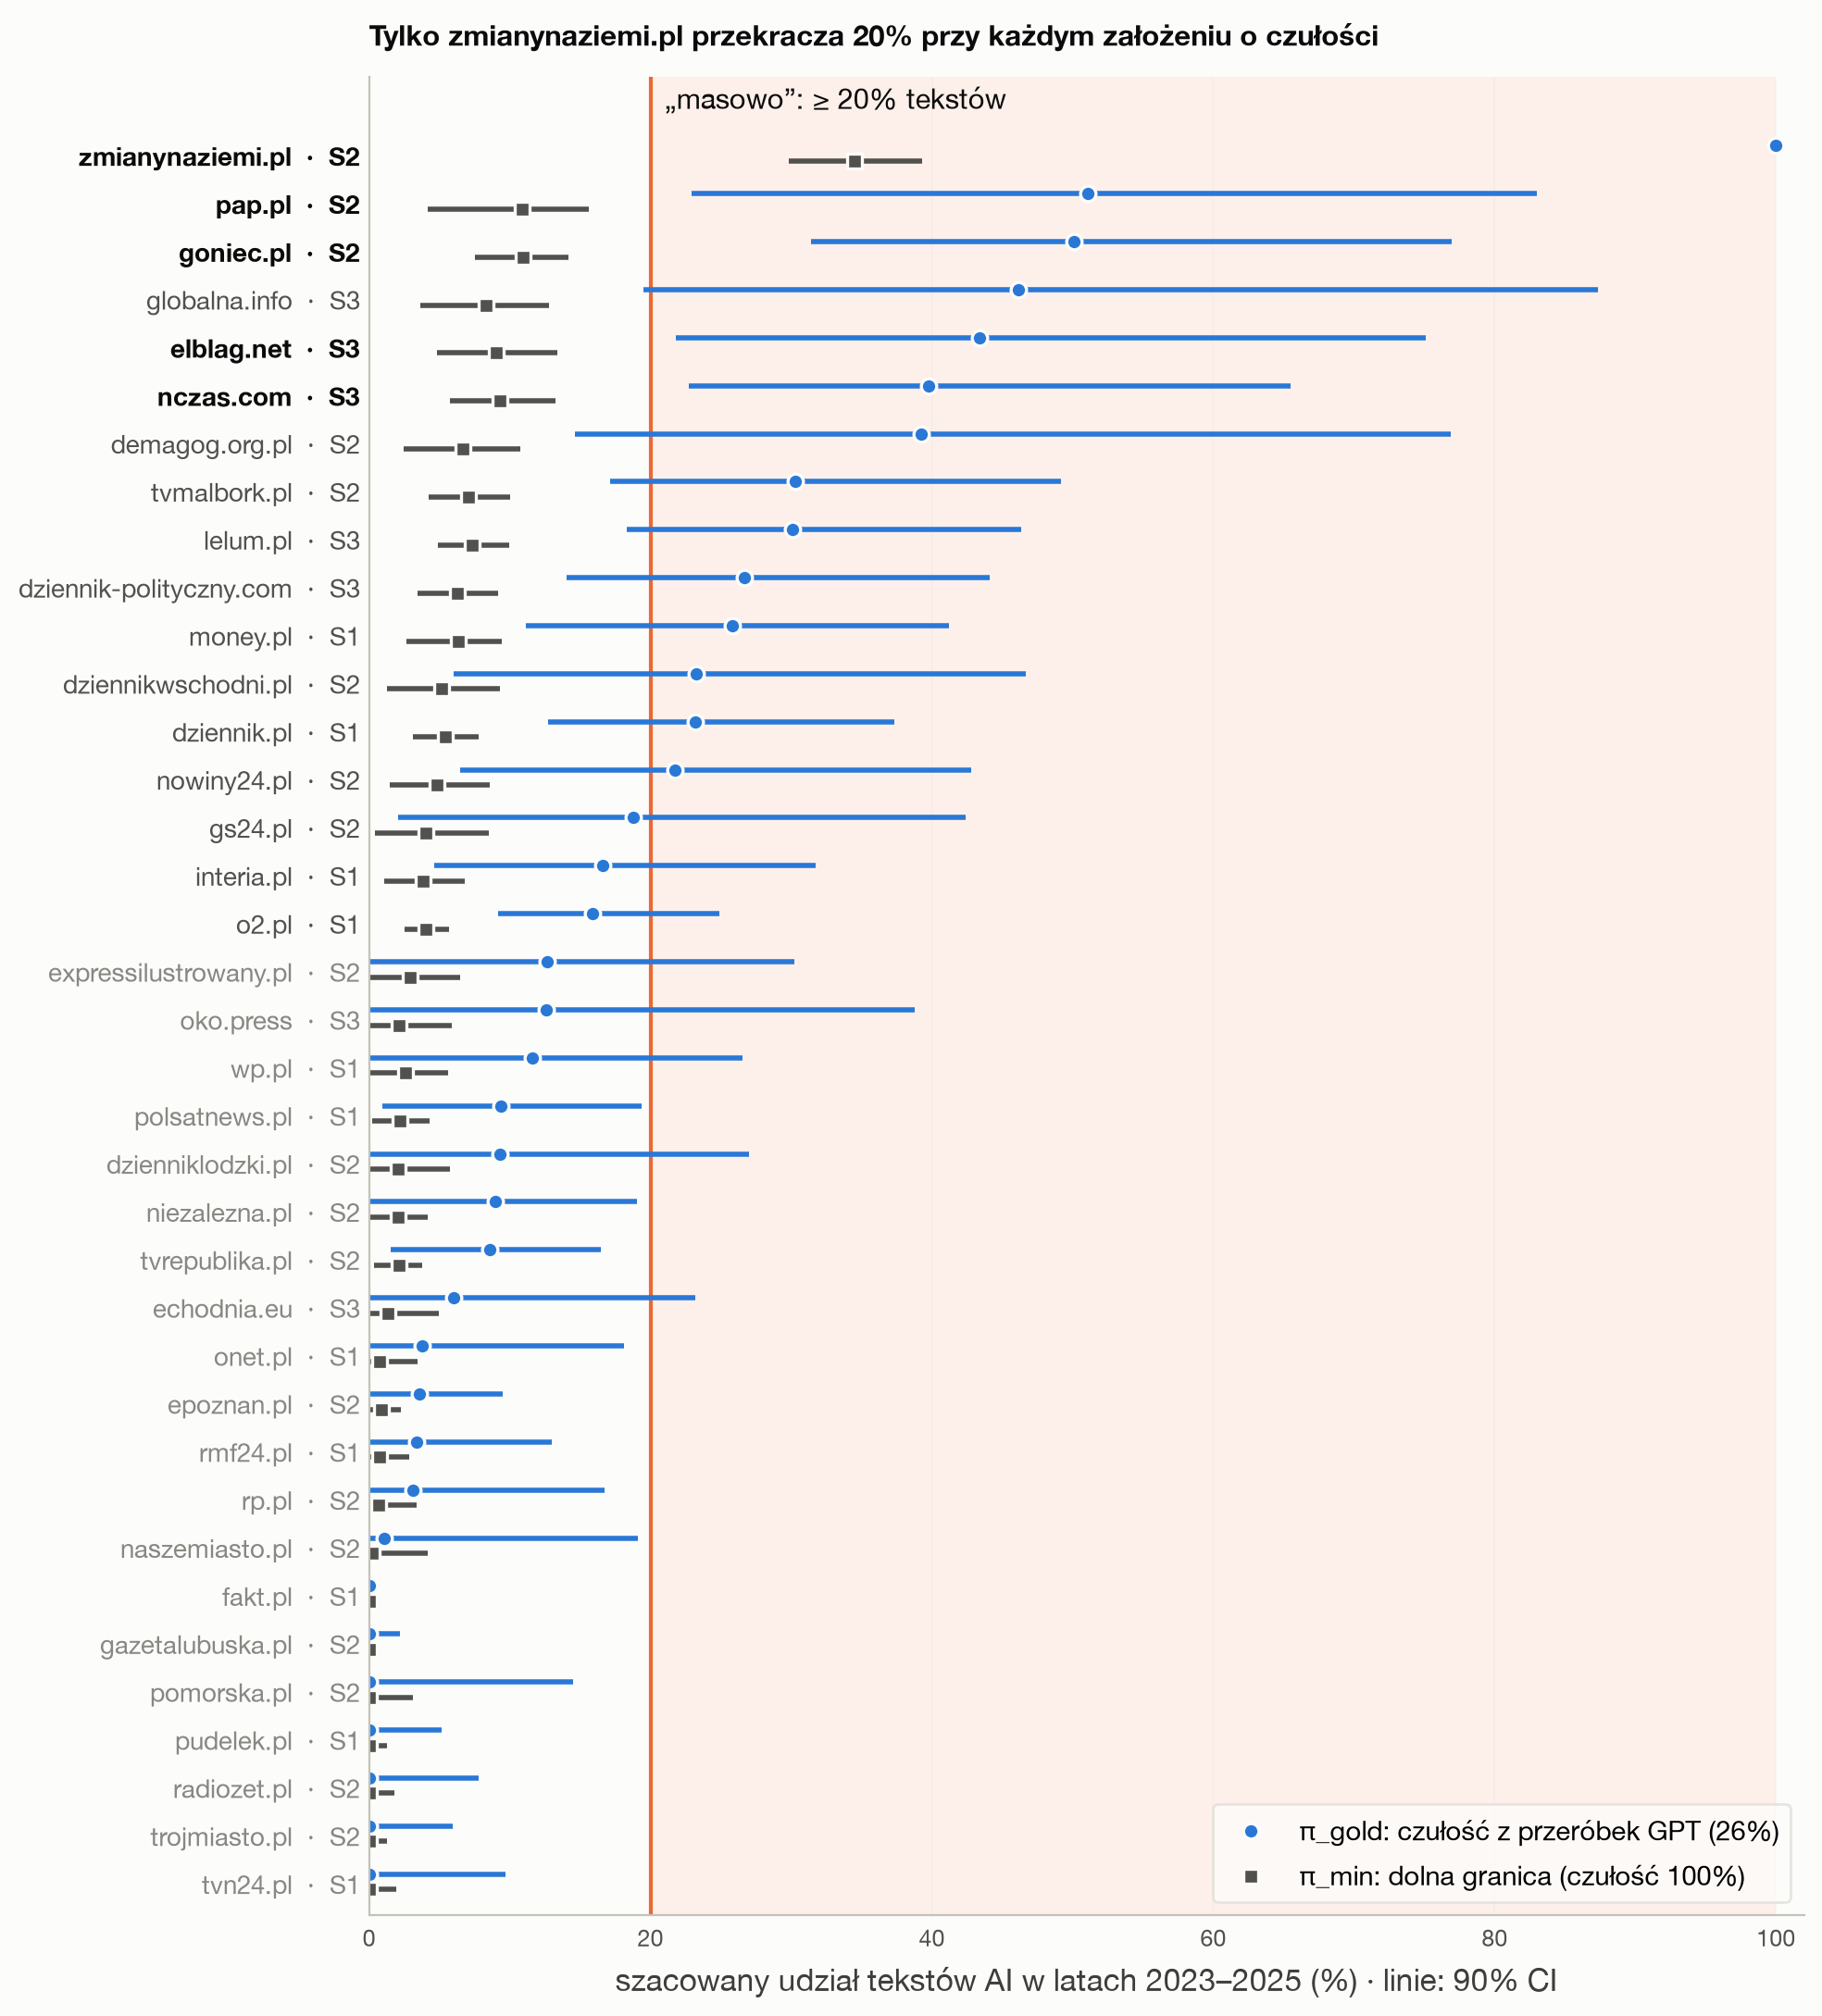 Tylko zmianynaziemi.pl przekracza 20% przy każdym założeniu o czułości
„masowo”: ≥ 20% tekstów
zmianynaziemi.pl · S2
pap.pl · S2
goniec.pl · S2
globalna.info · S3
elblag.net · S3
nczas.com · S3
demagog.org.pl · S2
tvmalbork.pl · S2
lelum.pl · S3
dziennik-polityczny.com · S3
money.pl · S1
dziennikwschodni.pl · S2
dziennik.pl · S1
nowiny24.pl · S2
gs24.pl · S2
interia.pl · S1
o2.pl · S1
expressilustrowany.pl · S2
oko.press · S3
wp.pl · S1
polsatnews.pl · S1
dzienniklodzki.pl · S2
niezalezna.pl · S2
tvrepublika.pl · S2
echodnia.eu · S3
onet.pl · S1
epoznan.pl · S2
rmf24.pl · S1
rp.pl · S2
naszemiasto.pl · S2
fakt.pl · S1
gazetalubuska.pl · S2
pomorska.pl · S2
pudelek.pl · S1
radiozet.pl · S2
trojmiasto.pl · S2
tvn24.pl · S1
π_gold: czułość z przeróbek GPT (26%)
π_min: dolna granica (czułość 100%)
0 20 40 60 80 100
szacowany udział tekstów AI w latach 2023–2025 (%) · linie: 90% CI